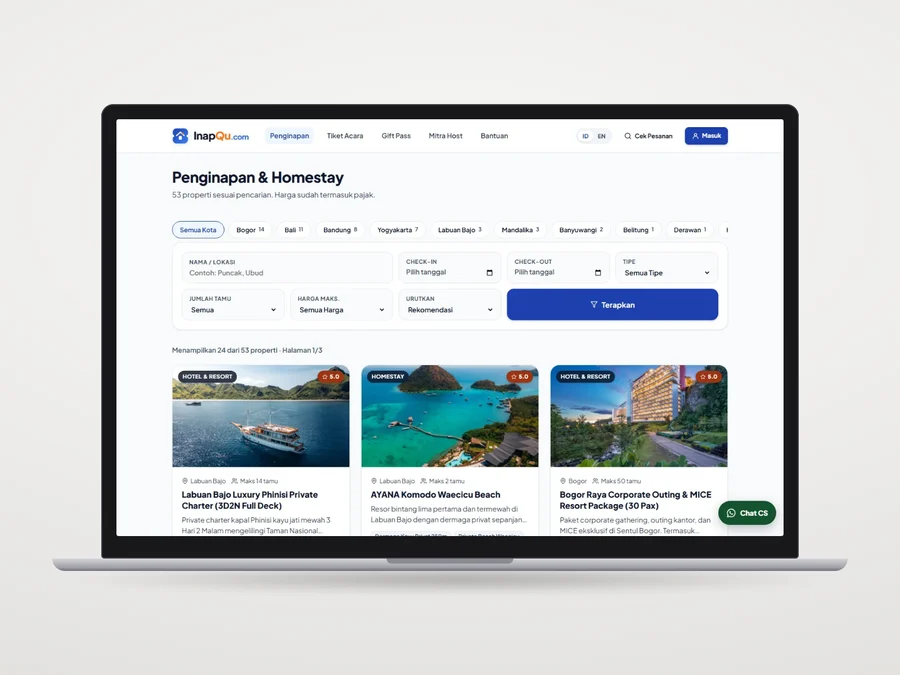 InapQu.com Penginapan Tiket Acara Gift Pass Mitra Host Bantuan ID EN Cek Pesanan Masuk
Penginapan & Homestay
53 properti sesuai pencarian. Harga sudah termasuk pajak.
Semua Kota Bogor 14 Bali 11 Bandung 8 Yogyakarta 7 Labuan Bajo 3 Mandalika 3 Banyuwangi 2 Belitung 1 Derawan 1
NAMA / LOKASI CHECK-IN CHECK-OUT TIPE
Contoh: Puncak, Ubud Pilih tanggal Pilih tanggal Semua Tipe
JUMLAH TAMU HARGA MAKS. URUTKAN
Semua Semua Harga Rekomendasi Terapkan
Menampilkan 24 dari 53 properti · Halaman 1/3
HOTEL & RESORT 5.0 HOMESTAY 5.0 HOTEL & RESORT 5.0
Labuan Bajo Maks 14 tamu
Labuan Bajo Luxury Phinisi Private
Charter (3D2N Full Deck)
Private charter kapal Phinisi kayu jati mewah 3
Hari 2 Malam mengelilingi Taman Nasional...
Labuan Bajo Maks 2 tamu
AYANA Komodo Waecicu Beach
Resor bintang lima pertama dan termewah di
Labuan Bajo dengan dermaga privat sepanjan...
Bogor Maks 50 tamu
Bogor Raya Corporate Outing & MICE
Resort Package (30 Pax)
Paket corporate gathering, outing kantor, dan
MICE eksklusif di Sentul Bogor. Termasuk...
Chat CS